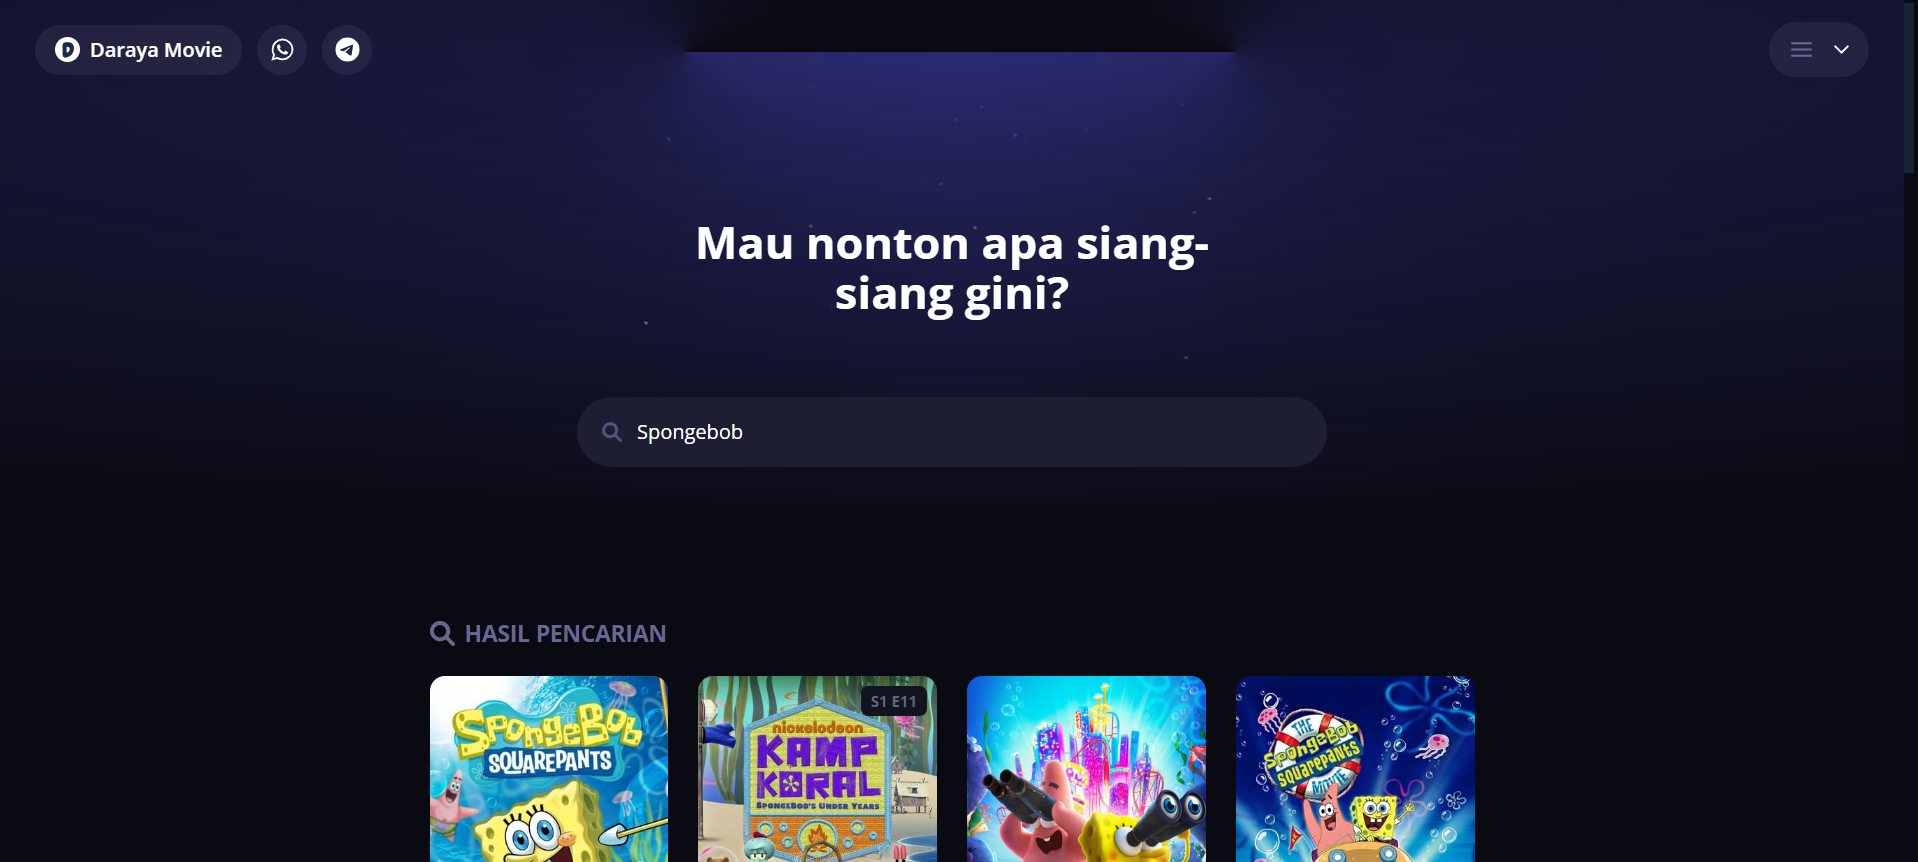 Daraya Movie
Mau nonton apa siang-
siang gini?
Spongebob
HASIL PENCARIAN
SpongeBob
SQUAREPANTS
S1 E11
nickelodeon
KAMP
KORAL
SPONGEBOB'S UNDER YEARS
THE
SpongeBob
SquarePants
MOVIE